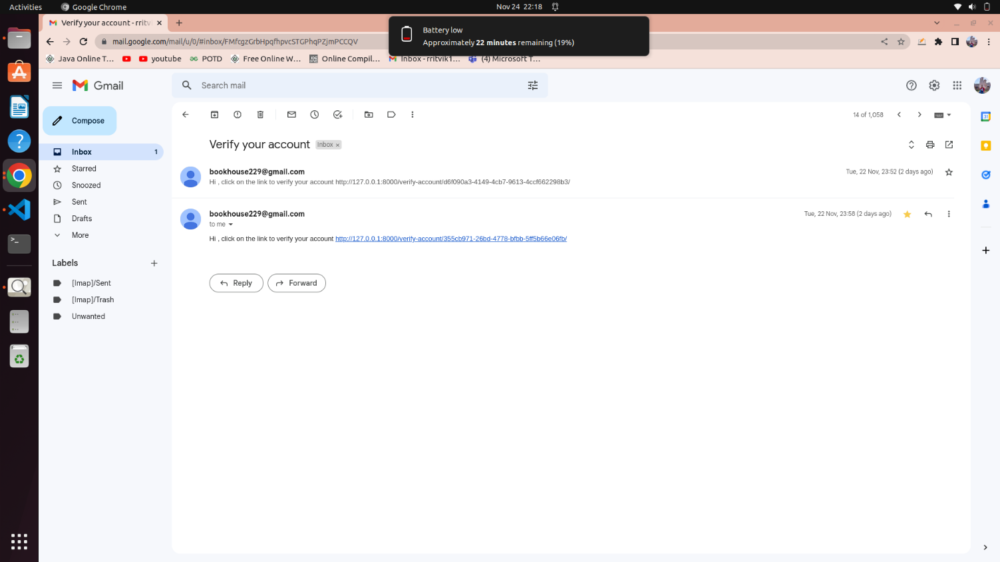 Activities
Google Chrome
Nov 24 22:18
Verify your account - rritvi
Battery low
Approximately 22 minutes remaining (19%)
mail.google.com/mail/u/0/#inbox/FMfcgzGrbHpqfhpvcSTGPhqPZjmPCCQV
Java Online T…
youtube
POTD
Free Online W…
Online Compil…
Inbox - rritvik1…
(4) Microsoft T…
Gmail
Search mail
Compose
14 of 1,058
Verify your account
Inbox ×
Inbox 1
Starred
Snoozed
Sent
Drafts
More
Labels
[Imap]/Sent
[Imap]/Trash
Unwanted
bookhouse229@gmail.com
Tue, 22 Nov, 23:52 (2 days ago)
Hi , click on the link to verify your account http://127.0.0.1:8000/verify-account/d6f090a3-4149-4cb7-9613-4ccf662298b3/
bookhouse229@gmail.com
Tue, 22 Nov, 23:58 (2 days ago)
to me
Hi , click on the link to verify your account http://127.0.0.1:8000/verify-account/355cb971-26bd-4778-bfbb-5ff5b66e06fb/
Reply
Forward